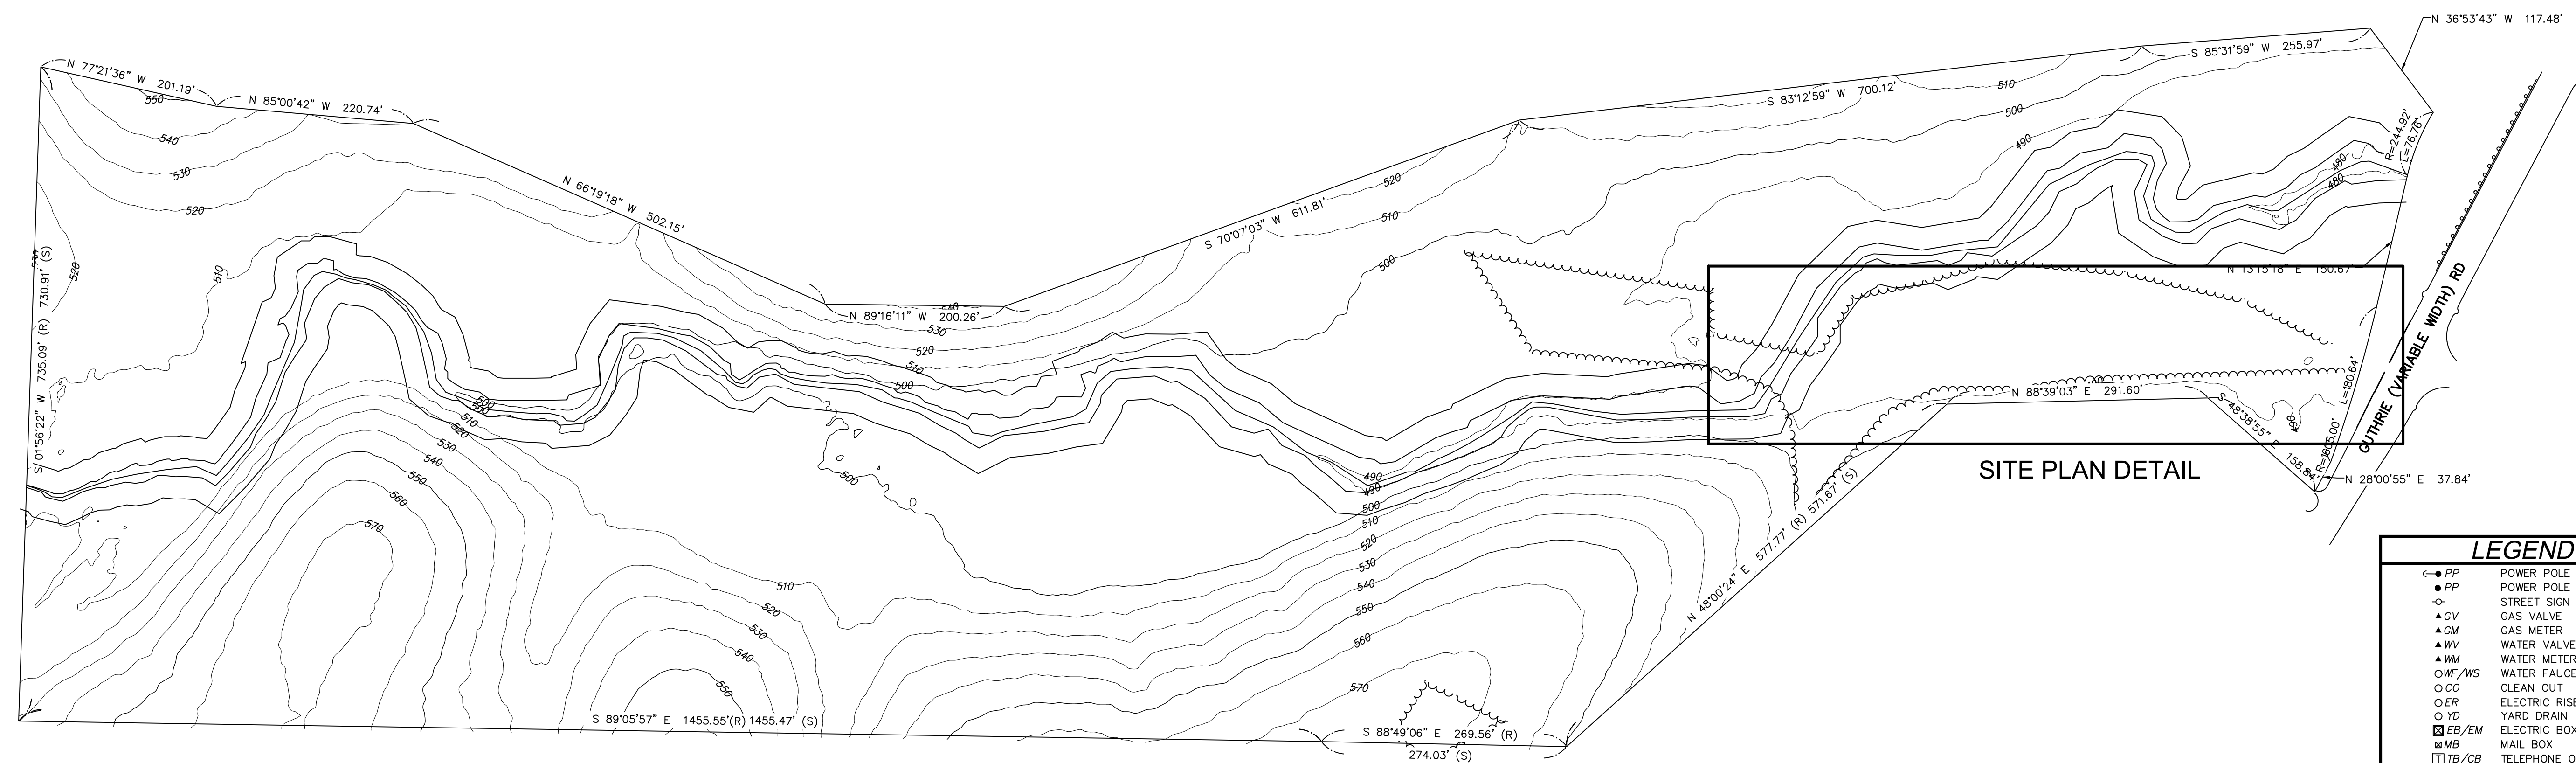 N 36°53'43" W 117.48'
S 85°31'59" W 255.97'
N 77°21'36" W 201.19'
N 85°00'42" W 220.74'
S 83°12'59" W 700.12'
N 66°19'18" W 502.15'
S 70°07'03" W 611.81'
N 89°16'11" W 200.26'
R=244.92'
L=76.76'
N 13°15'18" E 150.67'
S 01°56'22" W 735.09' (R) 730.91' (S)
GUTHRIE (VARIABLE WIDTH) RD
L=180.64'
R=1605.00'
N 88°39'03" E 291.60'
S 48°38'55" E 158.84'
N 28°00'55" E 37.84'
SITE PLAN DETAIL
N 48°00'24" E 577.77' (R) 571.67' (S)
S 89°05'57" E 1455.55'(R) 1455.47' (S)
S 88°49'06" E 269.56' (R)
274.03' (S)
550
540
530
520
520
510
510
520
510
500
510
500
490
480
480
540
530
520
510
500
500
500
510
520
530
540
550
560
570
500
490
490
500
510
520
530
540
550
560
570
510
520
530
540
550
490
LEGEND
PP POWER POLE
PP POWER POLE
STREET SIGN
GV GAS VALVE
GM GAS METER
WV WATER VALVE
WM WATER METER
WF/WS WATER FAUCE
CO CLEAN OUT
ER ELECTRIC RISE
YD YARD DRAIN
EB/EM ELECTRIC BOX
MB MAIL BOX
T TB/CB TELEPHONE O